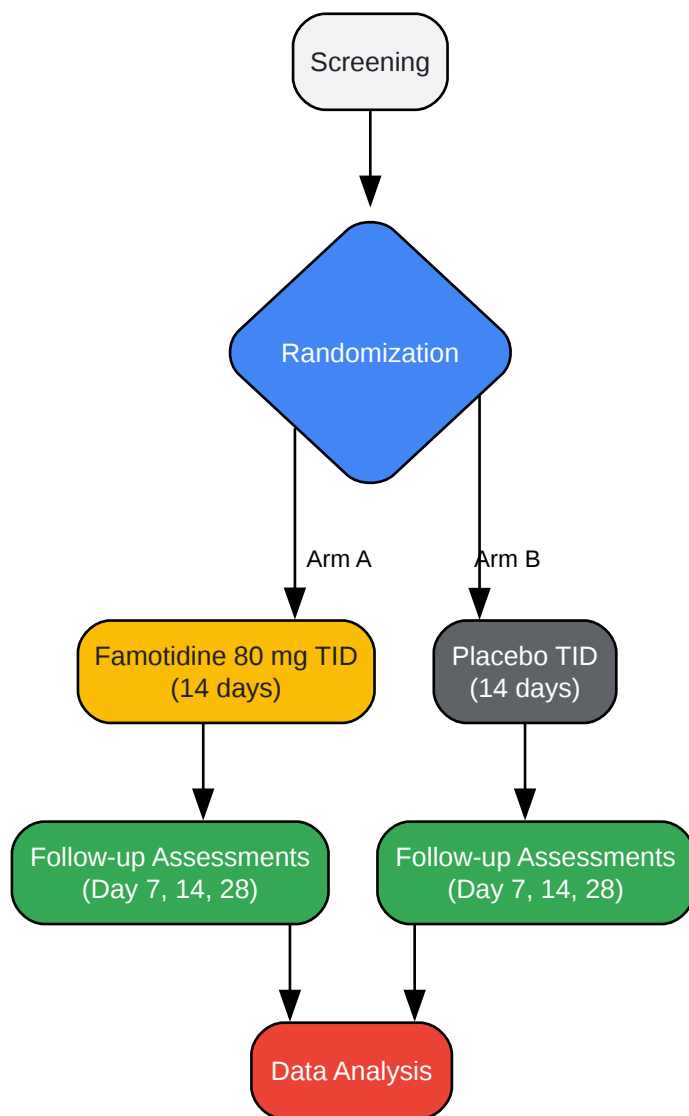 Screening
Randomization
Arm A
Arm B
Famotidine 80 mg TID
(14 days)
Placebo TID
(14 days)
Follow-up Assessments
(Day 7, 14, 28)
Follow-up Assessments
(Day 7, 14, 28)
Data Analysis